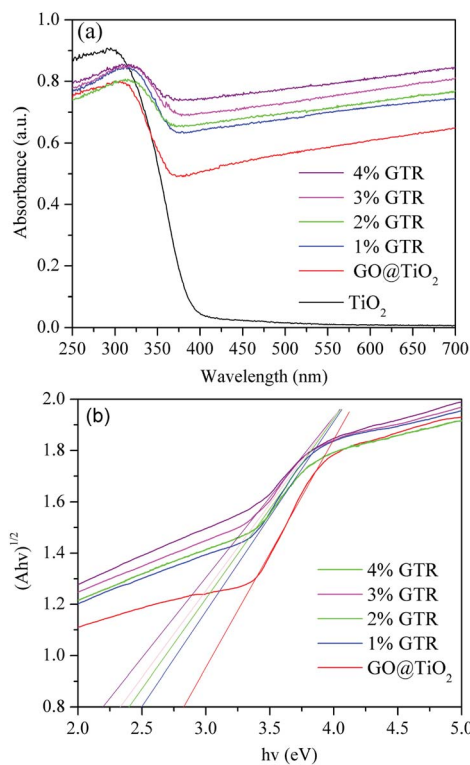 (a)
1.0
0.8
0.6
0.4
0.2
0.0
Absorbance (a.u.)
4% GTR
3% GTR
2% GTR
1% GTR
GO@TiO₂
TiO₂
250 300 350 400 450 500 550 600 650 700
Wavelength (nm)
(b)
2.0
1.8
1.6
1.4
1.2
1.0
0.8
(Ahv)^1/2
4% GTR
3% GTR
2% GTR
1% GTR
GO@TiO₂
2.0 2.5 3.0 3.5 4.0 4.5 5.0
hv (eV)